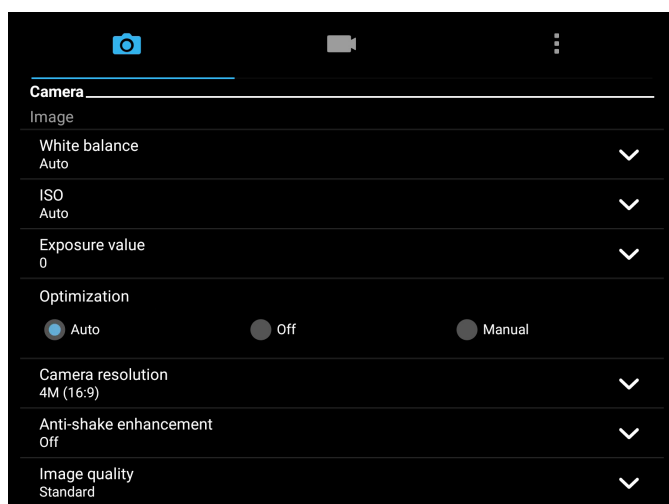 Camera
Image
White balance
Auto
ISO
Auto
Exposure value
0
Optimization
Auto Off Manual
Camera resolution
4M (16:9)
Anti-shake enhancement
Off
Image quality
Standard